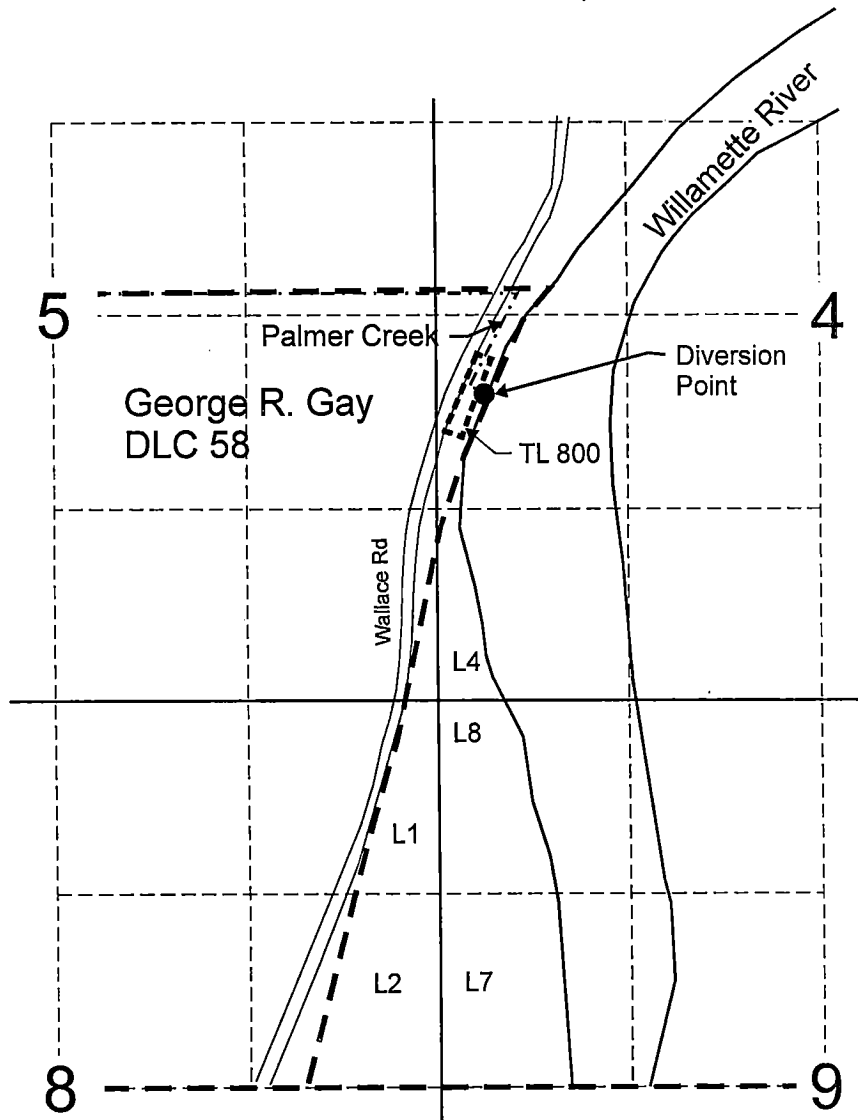 Willamette River
5
4
Palmer Creek
Diversion
Point
George R. Gay
DLC 58
TL 800
Wallace Rd
L4
L8
L1
L2
L7
8
9